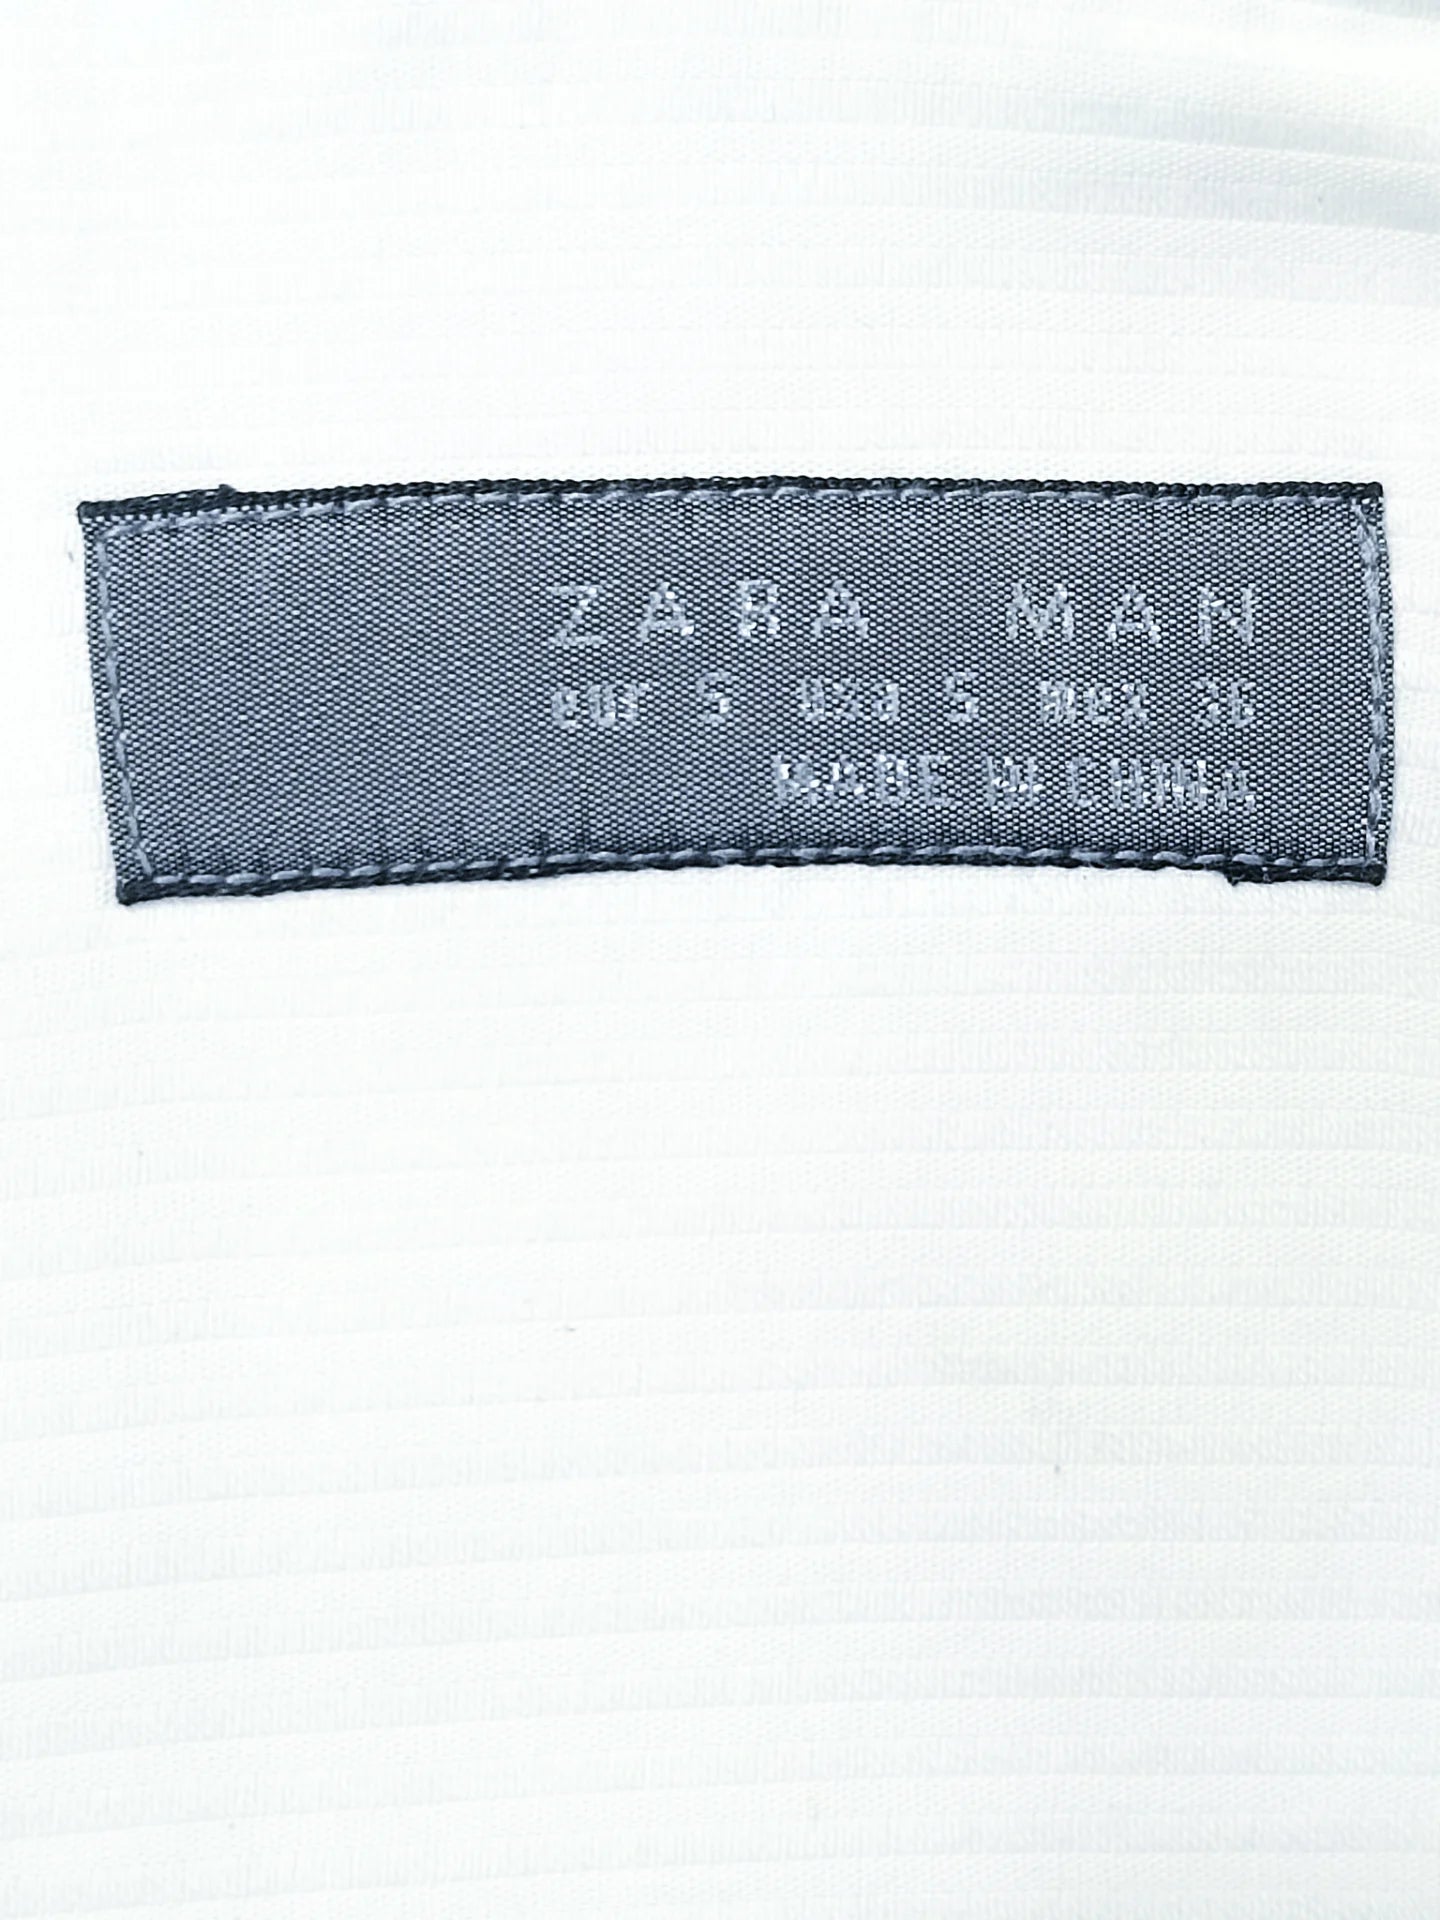 ZARA MAN
eur S usa S mex 36
MADE IN CHINA